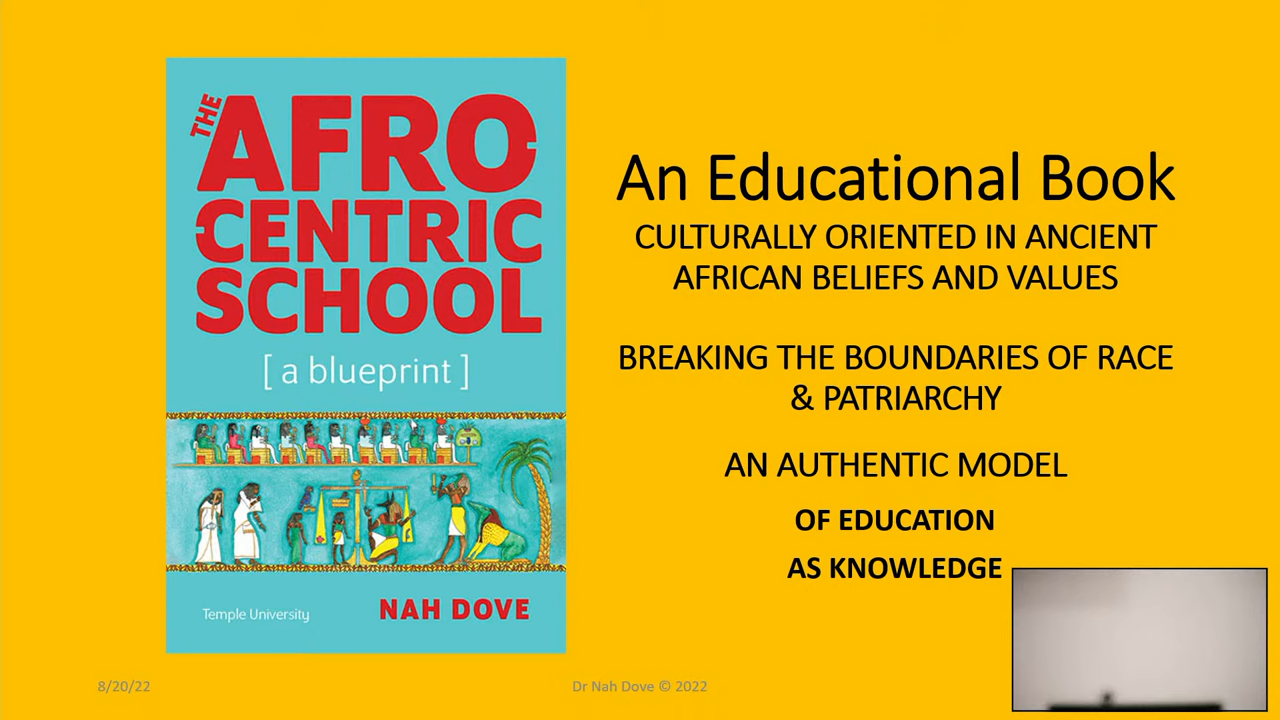 THE
AFRO
CENTRIC
SCHOOL
[ a blueprint ]
Temple University
NAH DOVE
An Educational Book
CULTURALLY ORIENTED IN ANCIENT
AFRICAN BELIEFS AND VALUES
BREAKING THE BOUNDARIES OF RACE
& PATRIARCHY
AN AUTHENTIC MODEL
OF EDUCATION
AS KNOWLEDGE
8/20/22
Dr Nah Dove © 2022